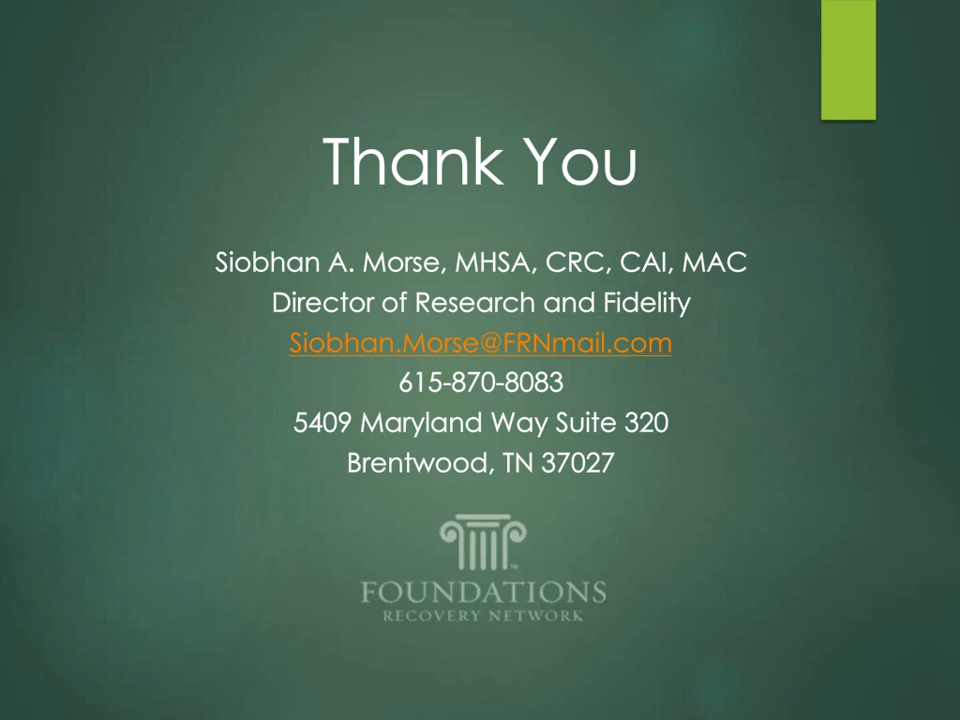 Thank You
Siobhan A. Morse, MHSA, CRC, CAI, MAC
Director of Research and Fidelity
Siobhan.Morse@FRNmail.com
615-870-8083
5409 Maryland Way Suite 320
Brentwood, TN 37027
FOUNDATIONS
RECOVERY NETWORK